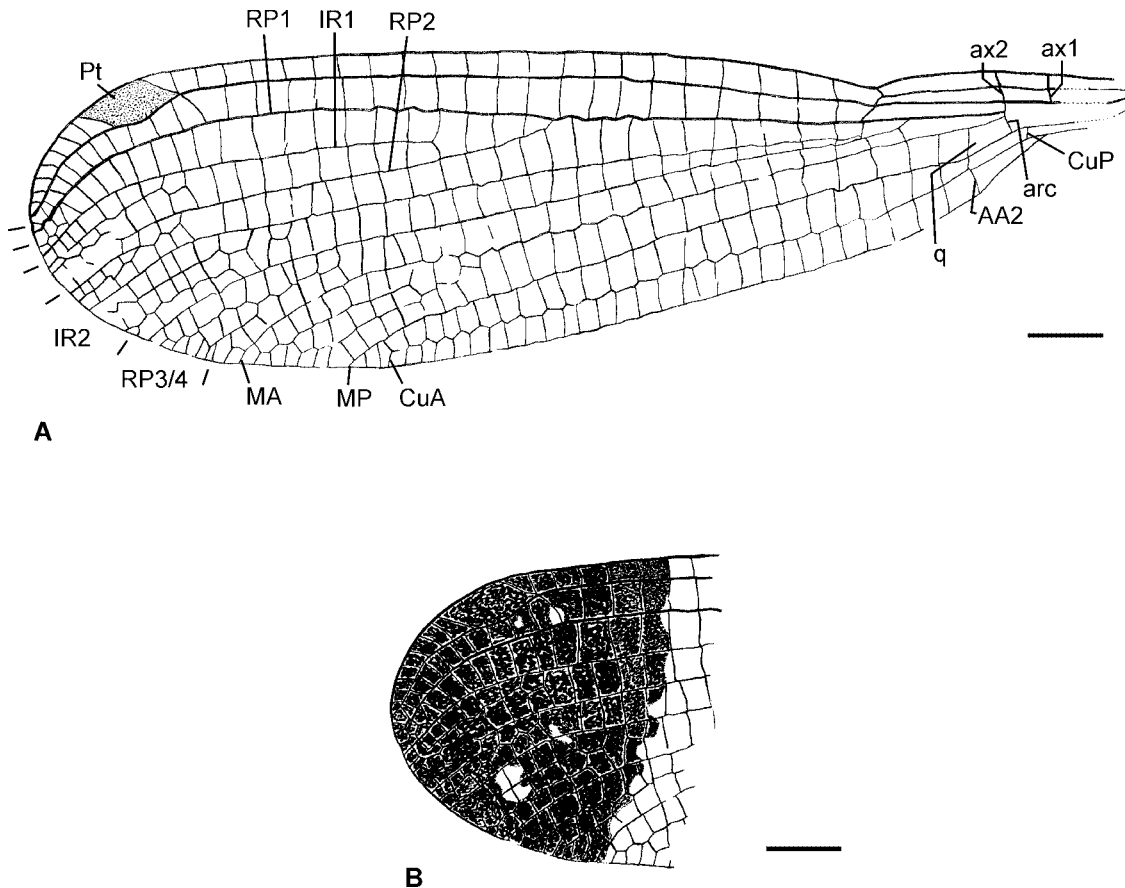 RP1 IR1 RP2
Pt
ax2 ax1
CuP
arc
AA2
q
IR2
RP3/4
MA MP CuA
A
B